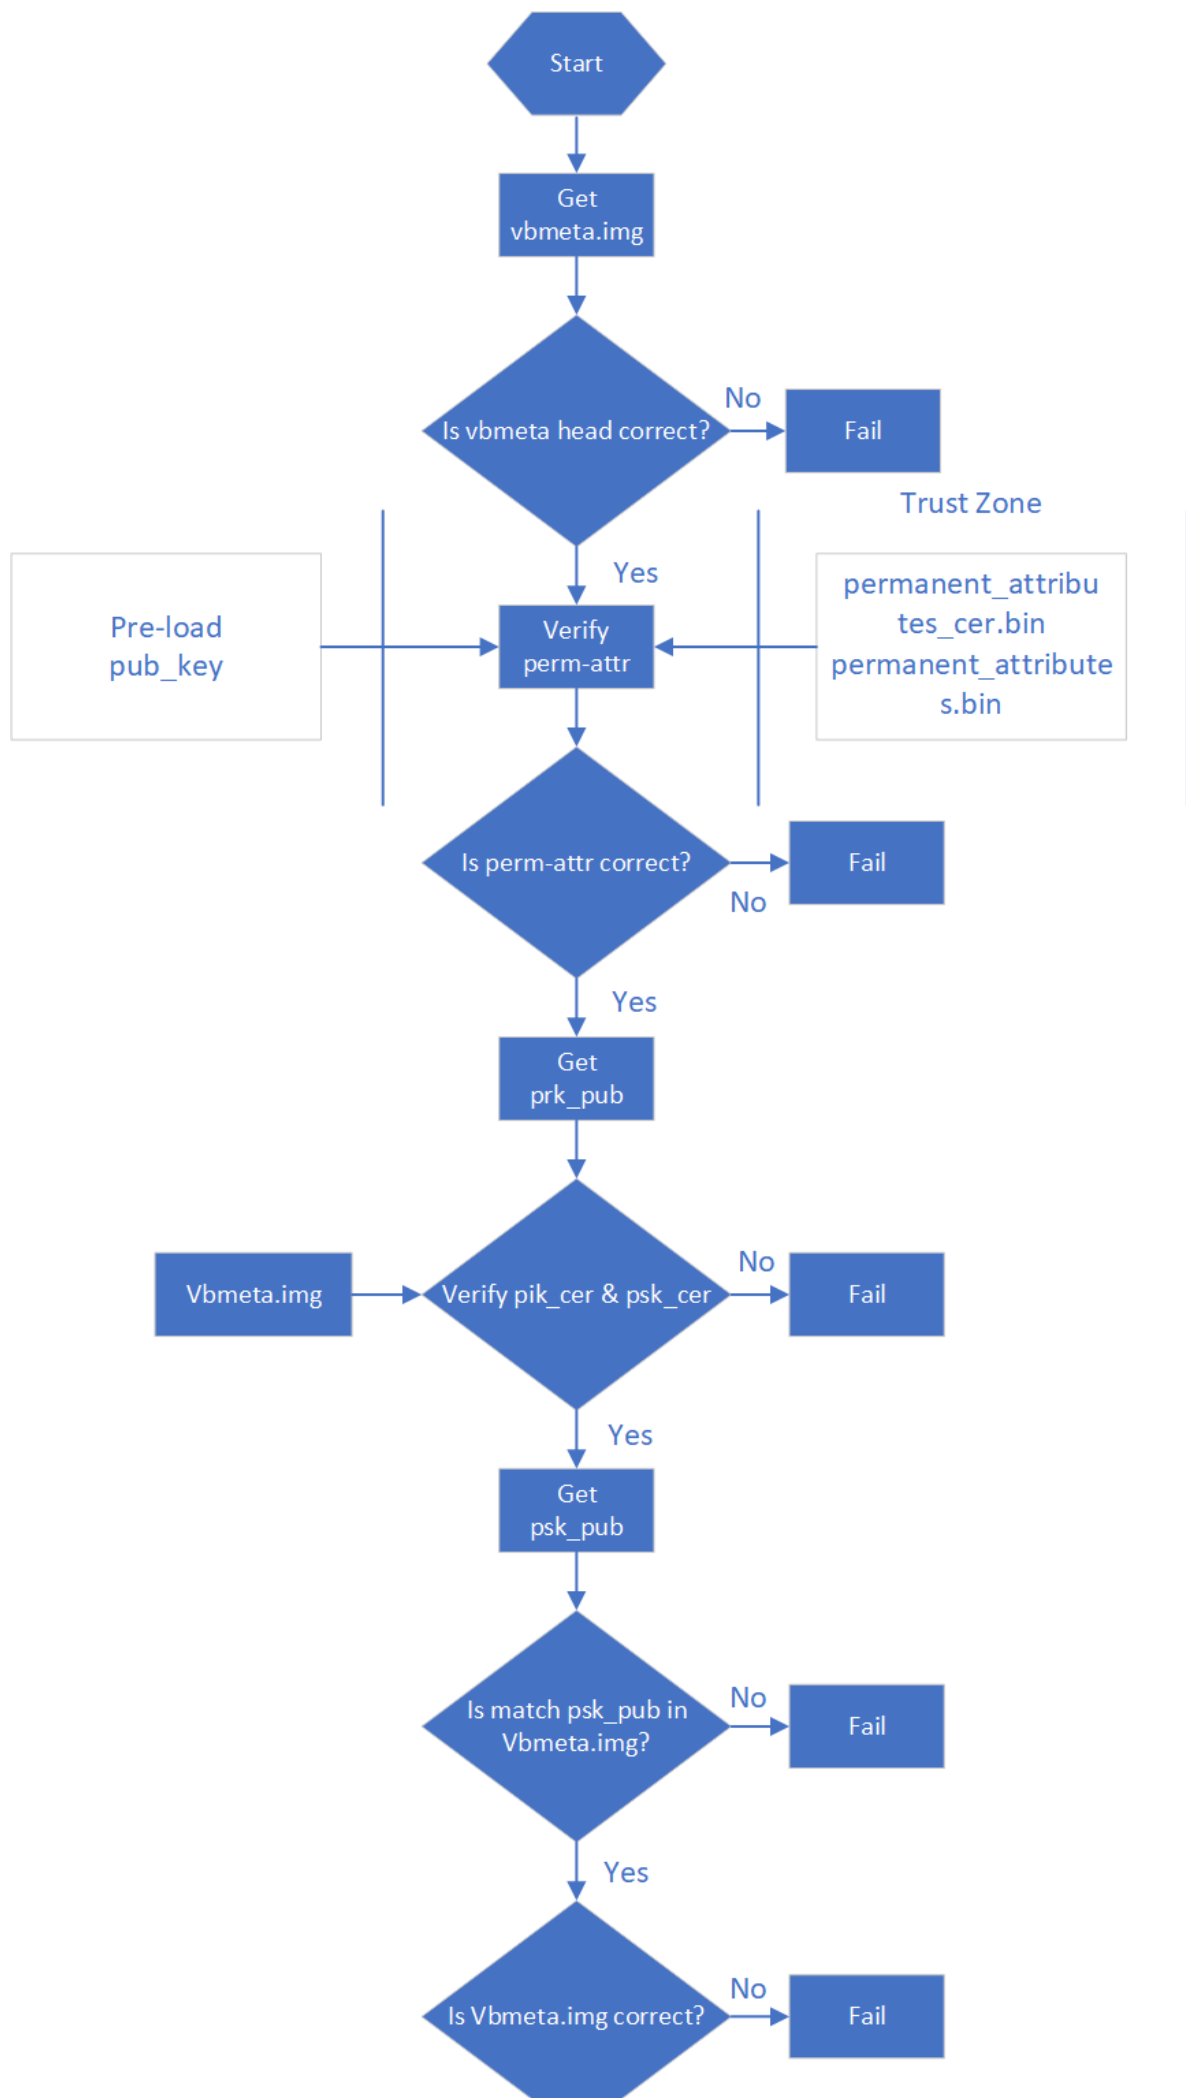 Start
Get
vbmeta.img
Is vbmeta head correct?
No
Fail
Trust Zone
Yes
Pre-load
pub_key
Verify
perm-attr
permanent_attribu
tes_cer.bin
permanent_attribute
s.bin
Is perm-attr correct?
No
Fail
Yes
Get
prk_pub
Vbmeta.img
Verify pik_cer & psk_cer
No
Fail
Yes
Get
psk_pub
Is match psk_pub in
Vbmeta.img?
No
Fail
Yes
Is Vbmeta.img correct?
No
Fail